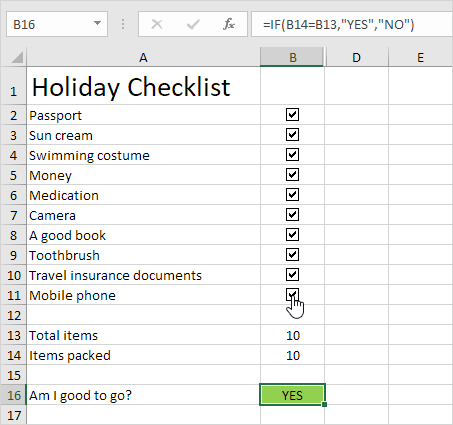 B16 fx =IF(B14=B13,"YES","NO")
A B D E
1 Holiday Checklist
2 Passport
3 Sun cream
4 Swimming costume
5 Money
6 Medication
7 Camera
8 A good book
9 Toothbrush
10 Travel insurance documents
11 Mobile phone
12
13 Total items 10
14 Items packed 10
15
16 Am I good to go? YES
17